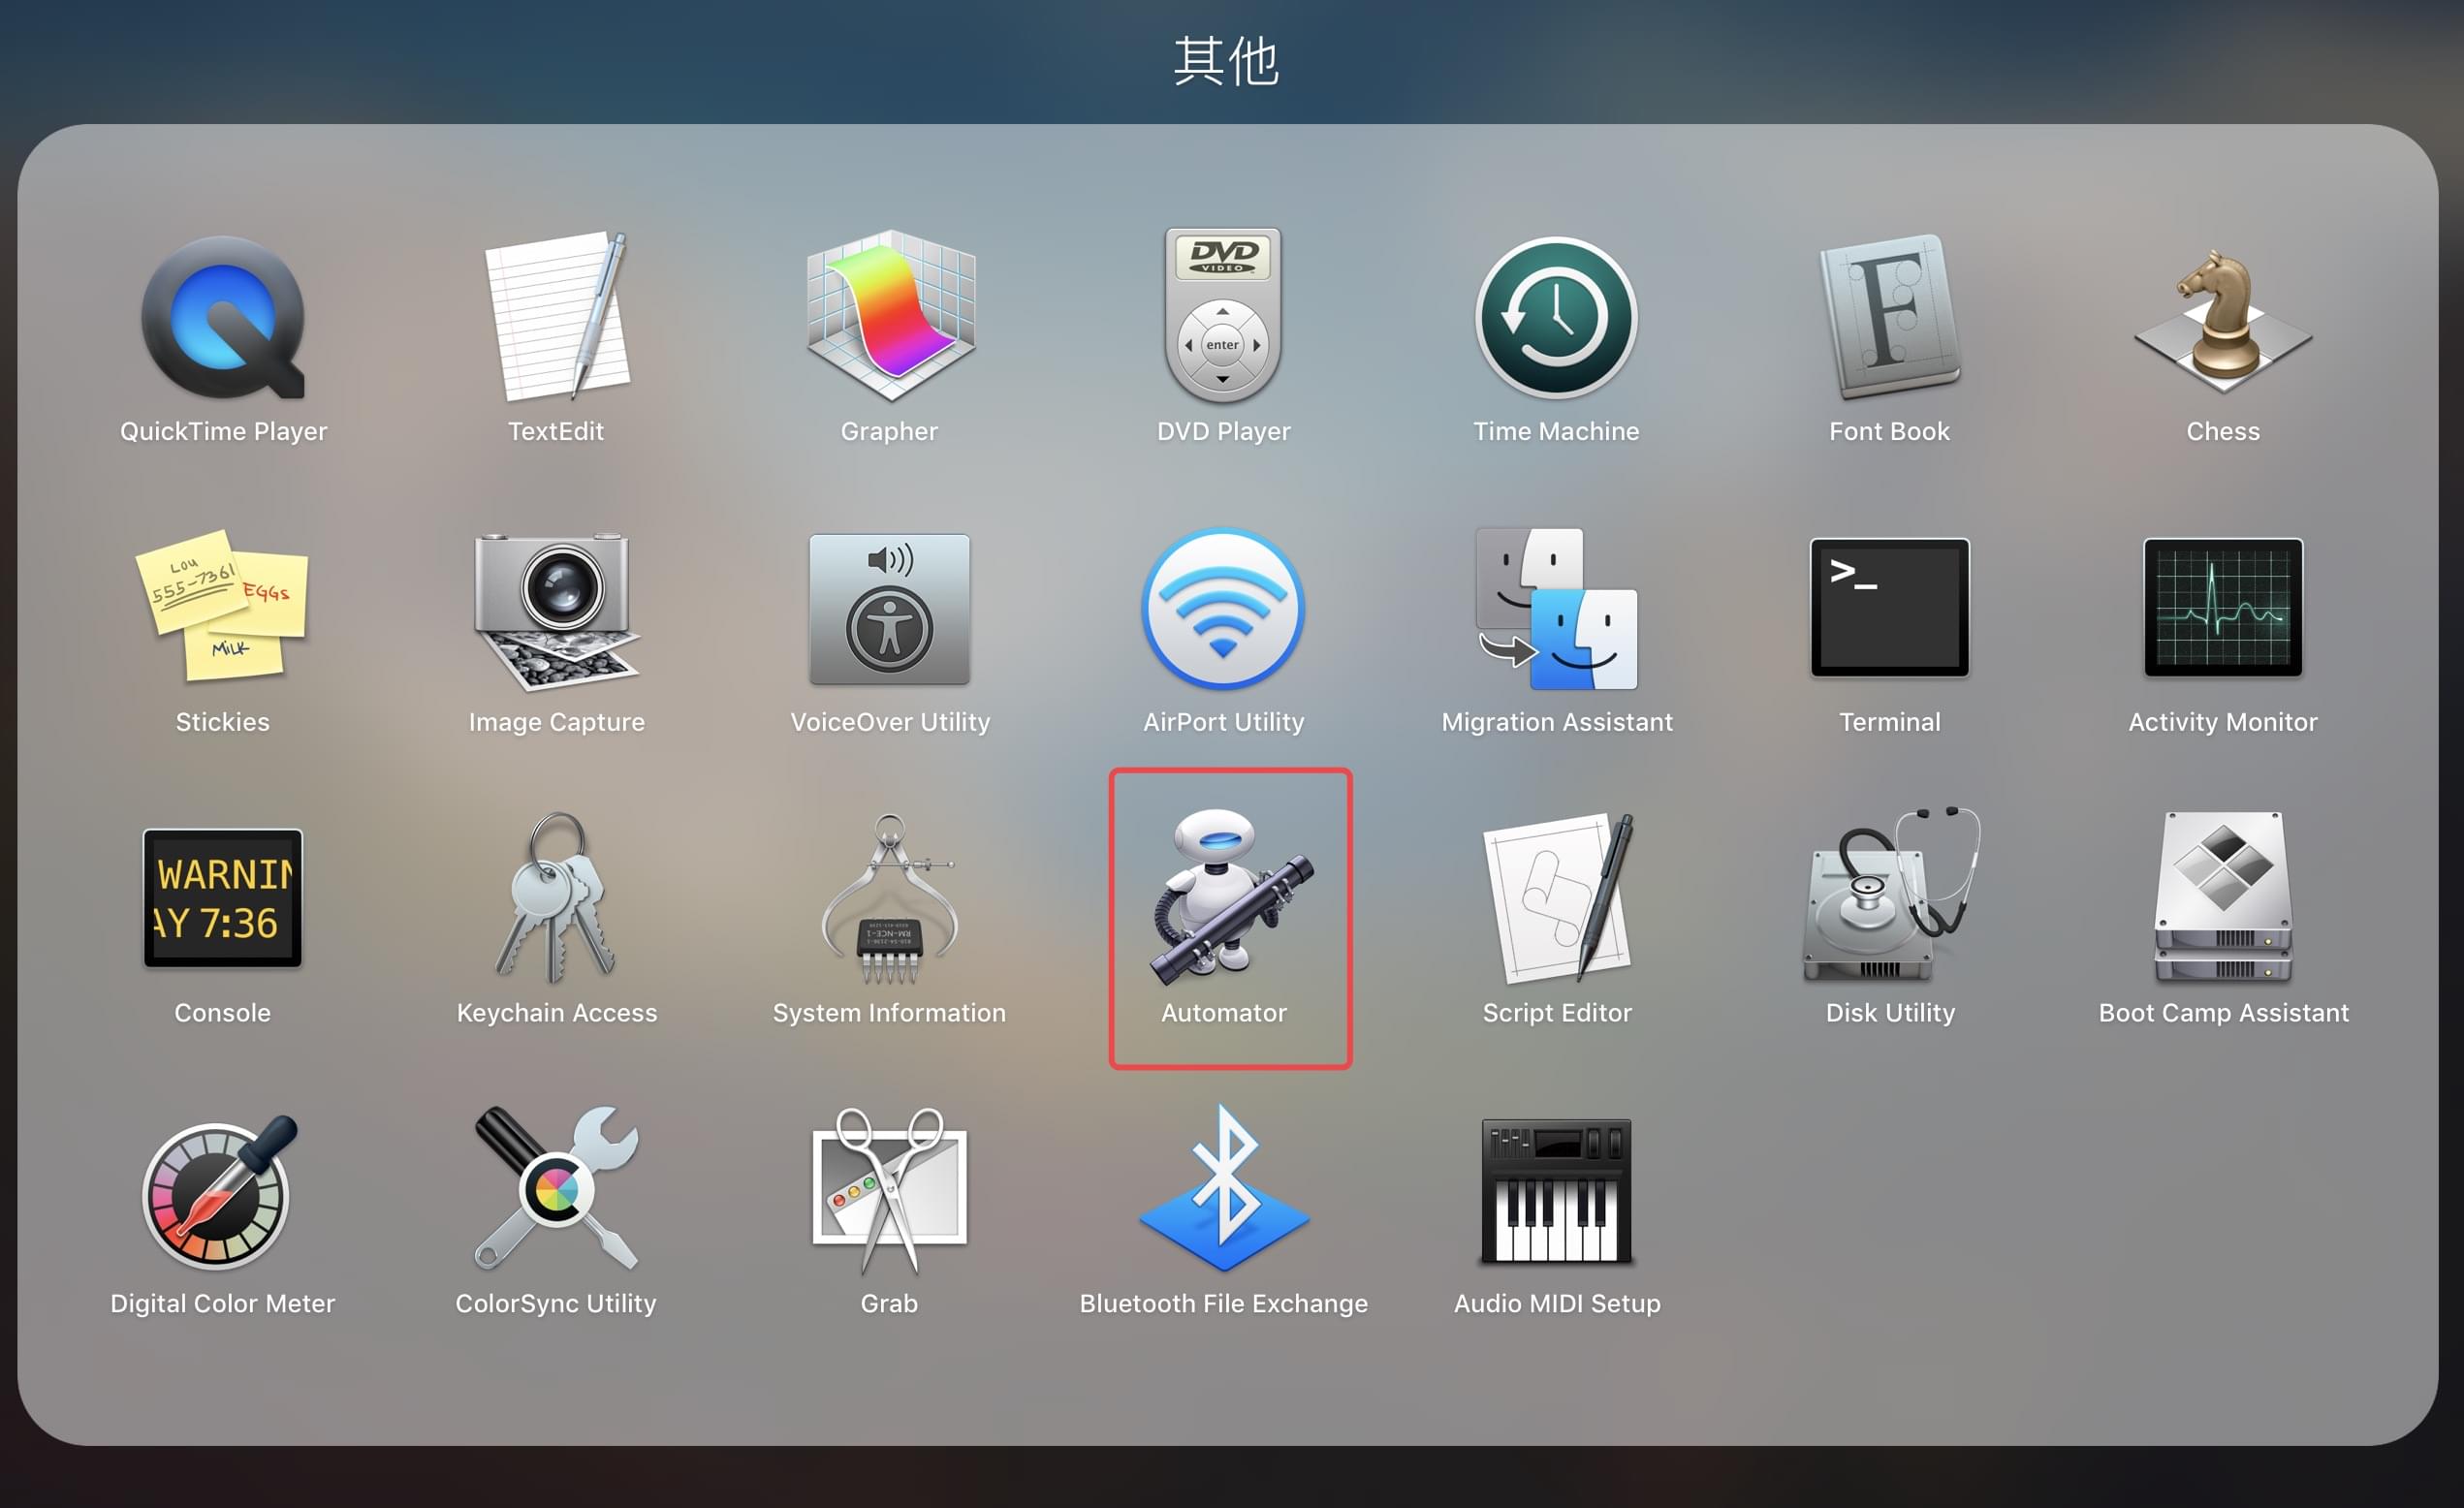 其他
DVD
VIDEO
enter
F
QuickTime Player
TextEdit
Grapher
DVD Player
Time Machine
Font Book
Chess
Lou
555-7361
EGGS
MiLK
>_
Stickies
Image Capture
VoiceOver Utility
AirPort Utility
Migration Assistant
Terminal
Activity Monitor
WARNIN
AY 7:36
RM-NCE-1
Console
Keychain Access
System Information
Automator
Script Editor
Disk Utility
Boot Camp Assistant
Digital Color Meter
ColorSync Utility
Grab
Bluetooth File Exchange
Audio MIDI Setup